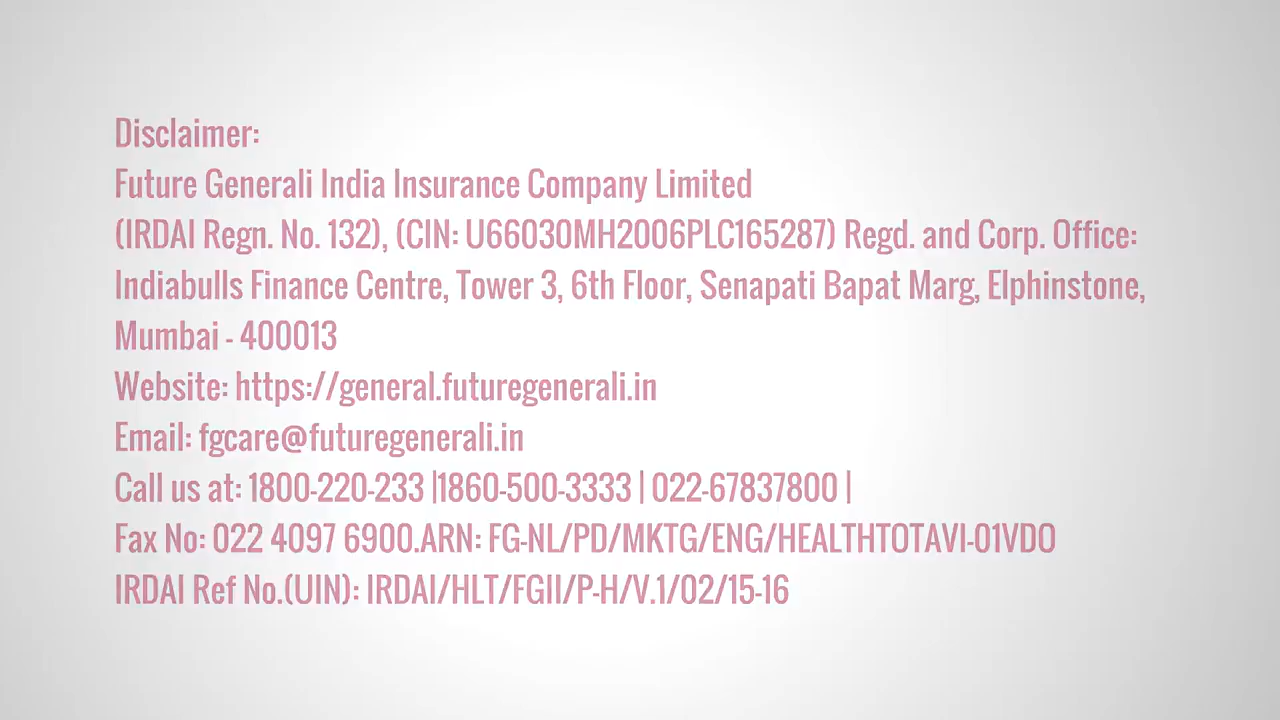 Disclaimer:
Future Generali India Insurance Company Limited
(IRDAI Regn. No. 132), (CIN: U66030MH2006PLC165287) Regd. and Corp. Office:
Indiabulls Finance Centre, Tower 3, 6th Floor, Senapati Bapat Marg, Elphinstone,
Mumbai - 400013
Website: https://general.futuregenerali.in
Email: fgcare@futuregenerali.in
Call us at: 1800-220-233 |1860-500-3333 | 022-67837800 |
Fax No: 022 4097 6900.ARN: FG-NL/PD/MKTG/ENG/HEALTHTOTAVI-01VDO
IRDAI Ref No.(UIN): IRDAI/HLT/FGII/P-H/V.1/02/15-16